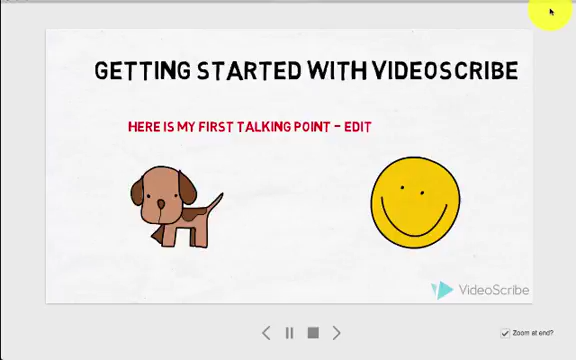 GETTING STARTED WITH VIDEOSCRIBE
HERE IS MY FIRST TALKING POINT - EDIT
VideoScribe
Zoom at end?